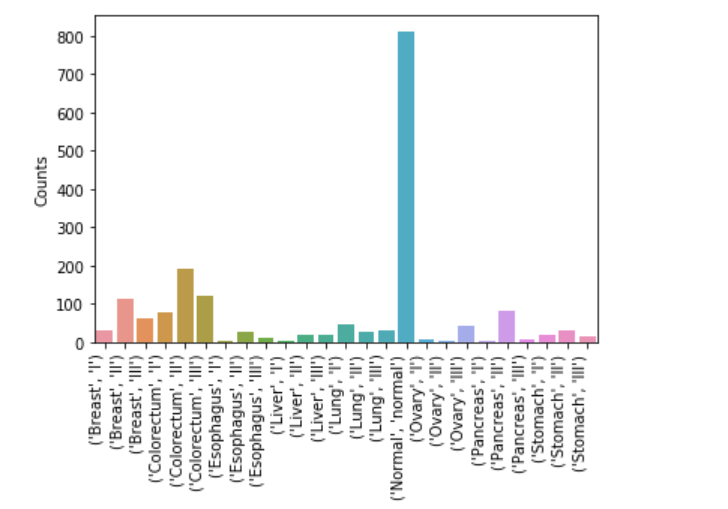 800
700
600
500
400
300
200
100
0
Counts
('Breast', 'I')
('Breast', 'II')
('Breast', 'III')
('Colorectum', 'I')
('Colorectum', 'II')
('Colorectum', 'III')
('Esophagus', 'I')
('Esophagus', 'II')
('Esophagus', 'III')
('Liver', 'I')
('Liver', 'II')
('Liver', 'III')
('Lung', 'I')
('Lung', 'II')
('Lung', 'III')
('Normal', 'normal')
('Ovary', 'I')
('Ovary', 'II')
('Ovary', 'III')
('Pancreas', 'I')
('Pancreas', 'II')
('Pancreas', 'III')
('Stomach', 'I')
('Stomach', 'II')
('Stomach', 'III')